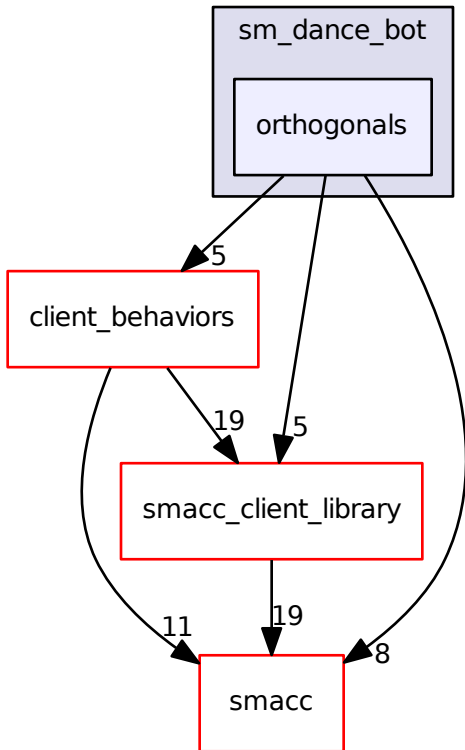 sm_dance_bot
orthogonals
5
client_behaviors
19
5
smacc_client_library
11
19
8
smacc